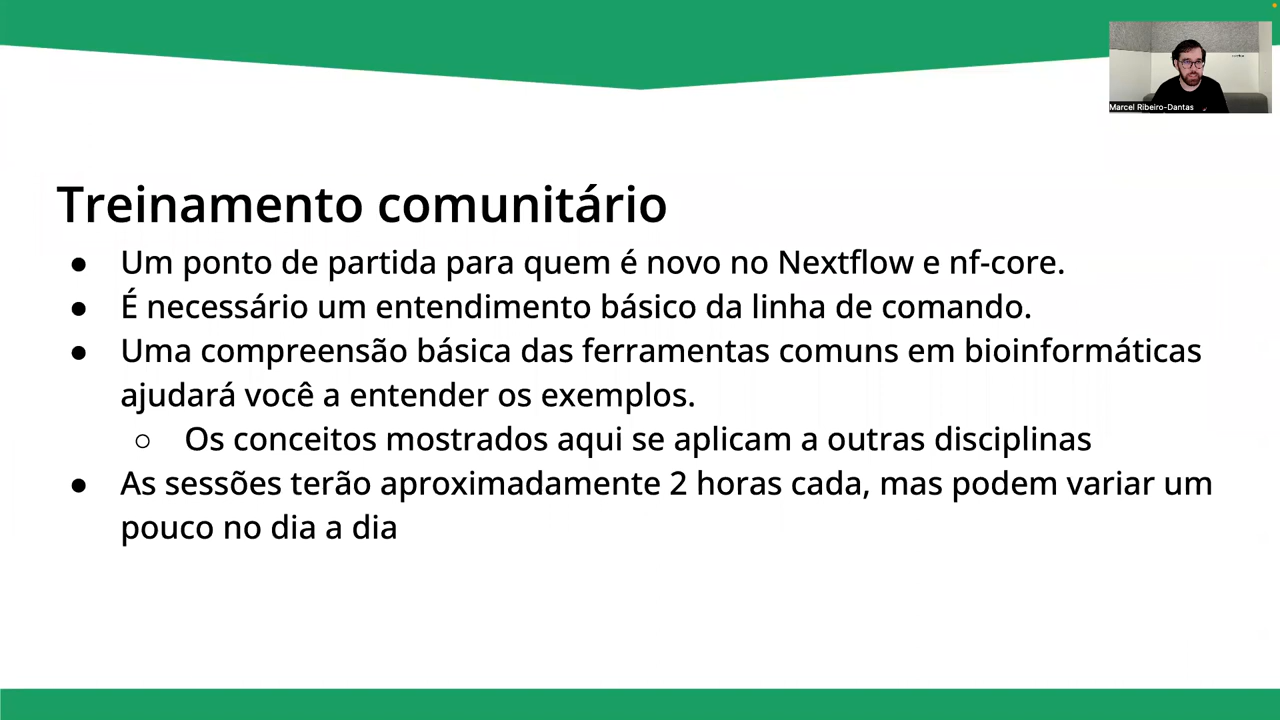 Marcel Ribeiro-Dantas
Treinamento comunitário
● Um ponto de partida para quem é novo no Nextflow e nf-core.
● É necessário um entendimento básico da linha de comando.
● Uma compreensão básica das ferramentas comuns em bioinformáticas
ajudará você a entender os exemplos.
○ Os conceitos mostrados aqui se aplicam a outras disciplinas
● As sessões terão aproximadamente 2 horas cada, mas podem variar um
pouco no dia a dia